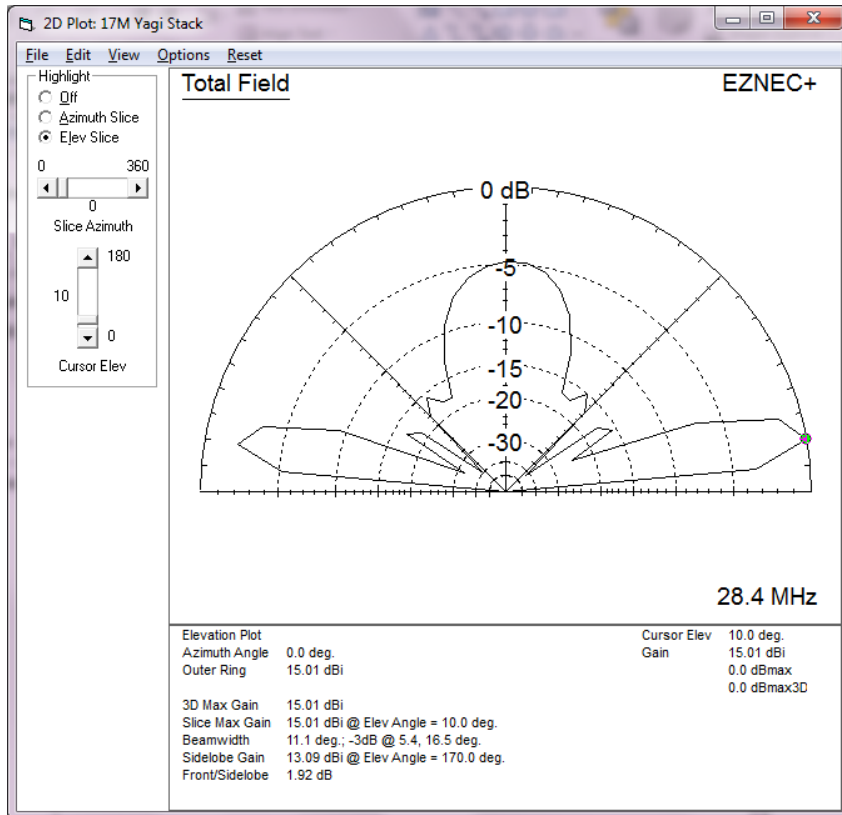 2D Plot: 17M Yagi Stack
File Edit View Options Reset
Highlight
Off
Azimuth Slice
Elev Slice
0 360
0
Slice Azimuth
180
10
0
Cursor Elev
Total Field EZNEC+
0 dB
-5
-10
-15
-20
-30
28.4 MHz
Elevation Plot Cursor Elev 10.0 deg.
Azimuth Angle 0.0 deg. Gain 15.01 dBi
Outer Ring 15.01 dBi 0.0 dBmax
0.0 dBmax3D
3D Max Gain 15.01 dBi
Slice Max Gain 15.01 dBi @ Elev Angle = 10.0 deg.
Beamwidth 11.1 deg.; -3dB @ 5.4, 16.5 deg.
Sidelobe Gain 13.09 dBi @ Elev Angle = 170.0 deg.
Front/Sidelobe 1.92 dB